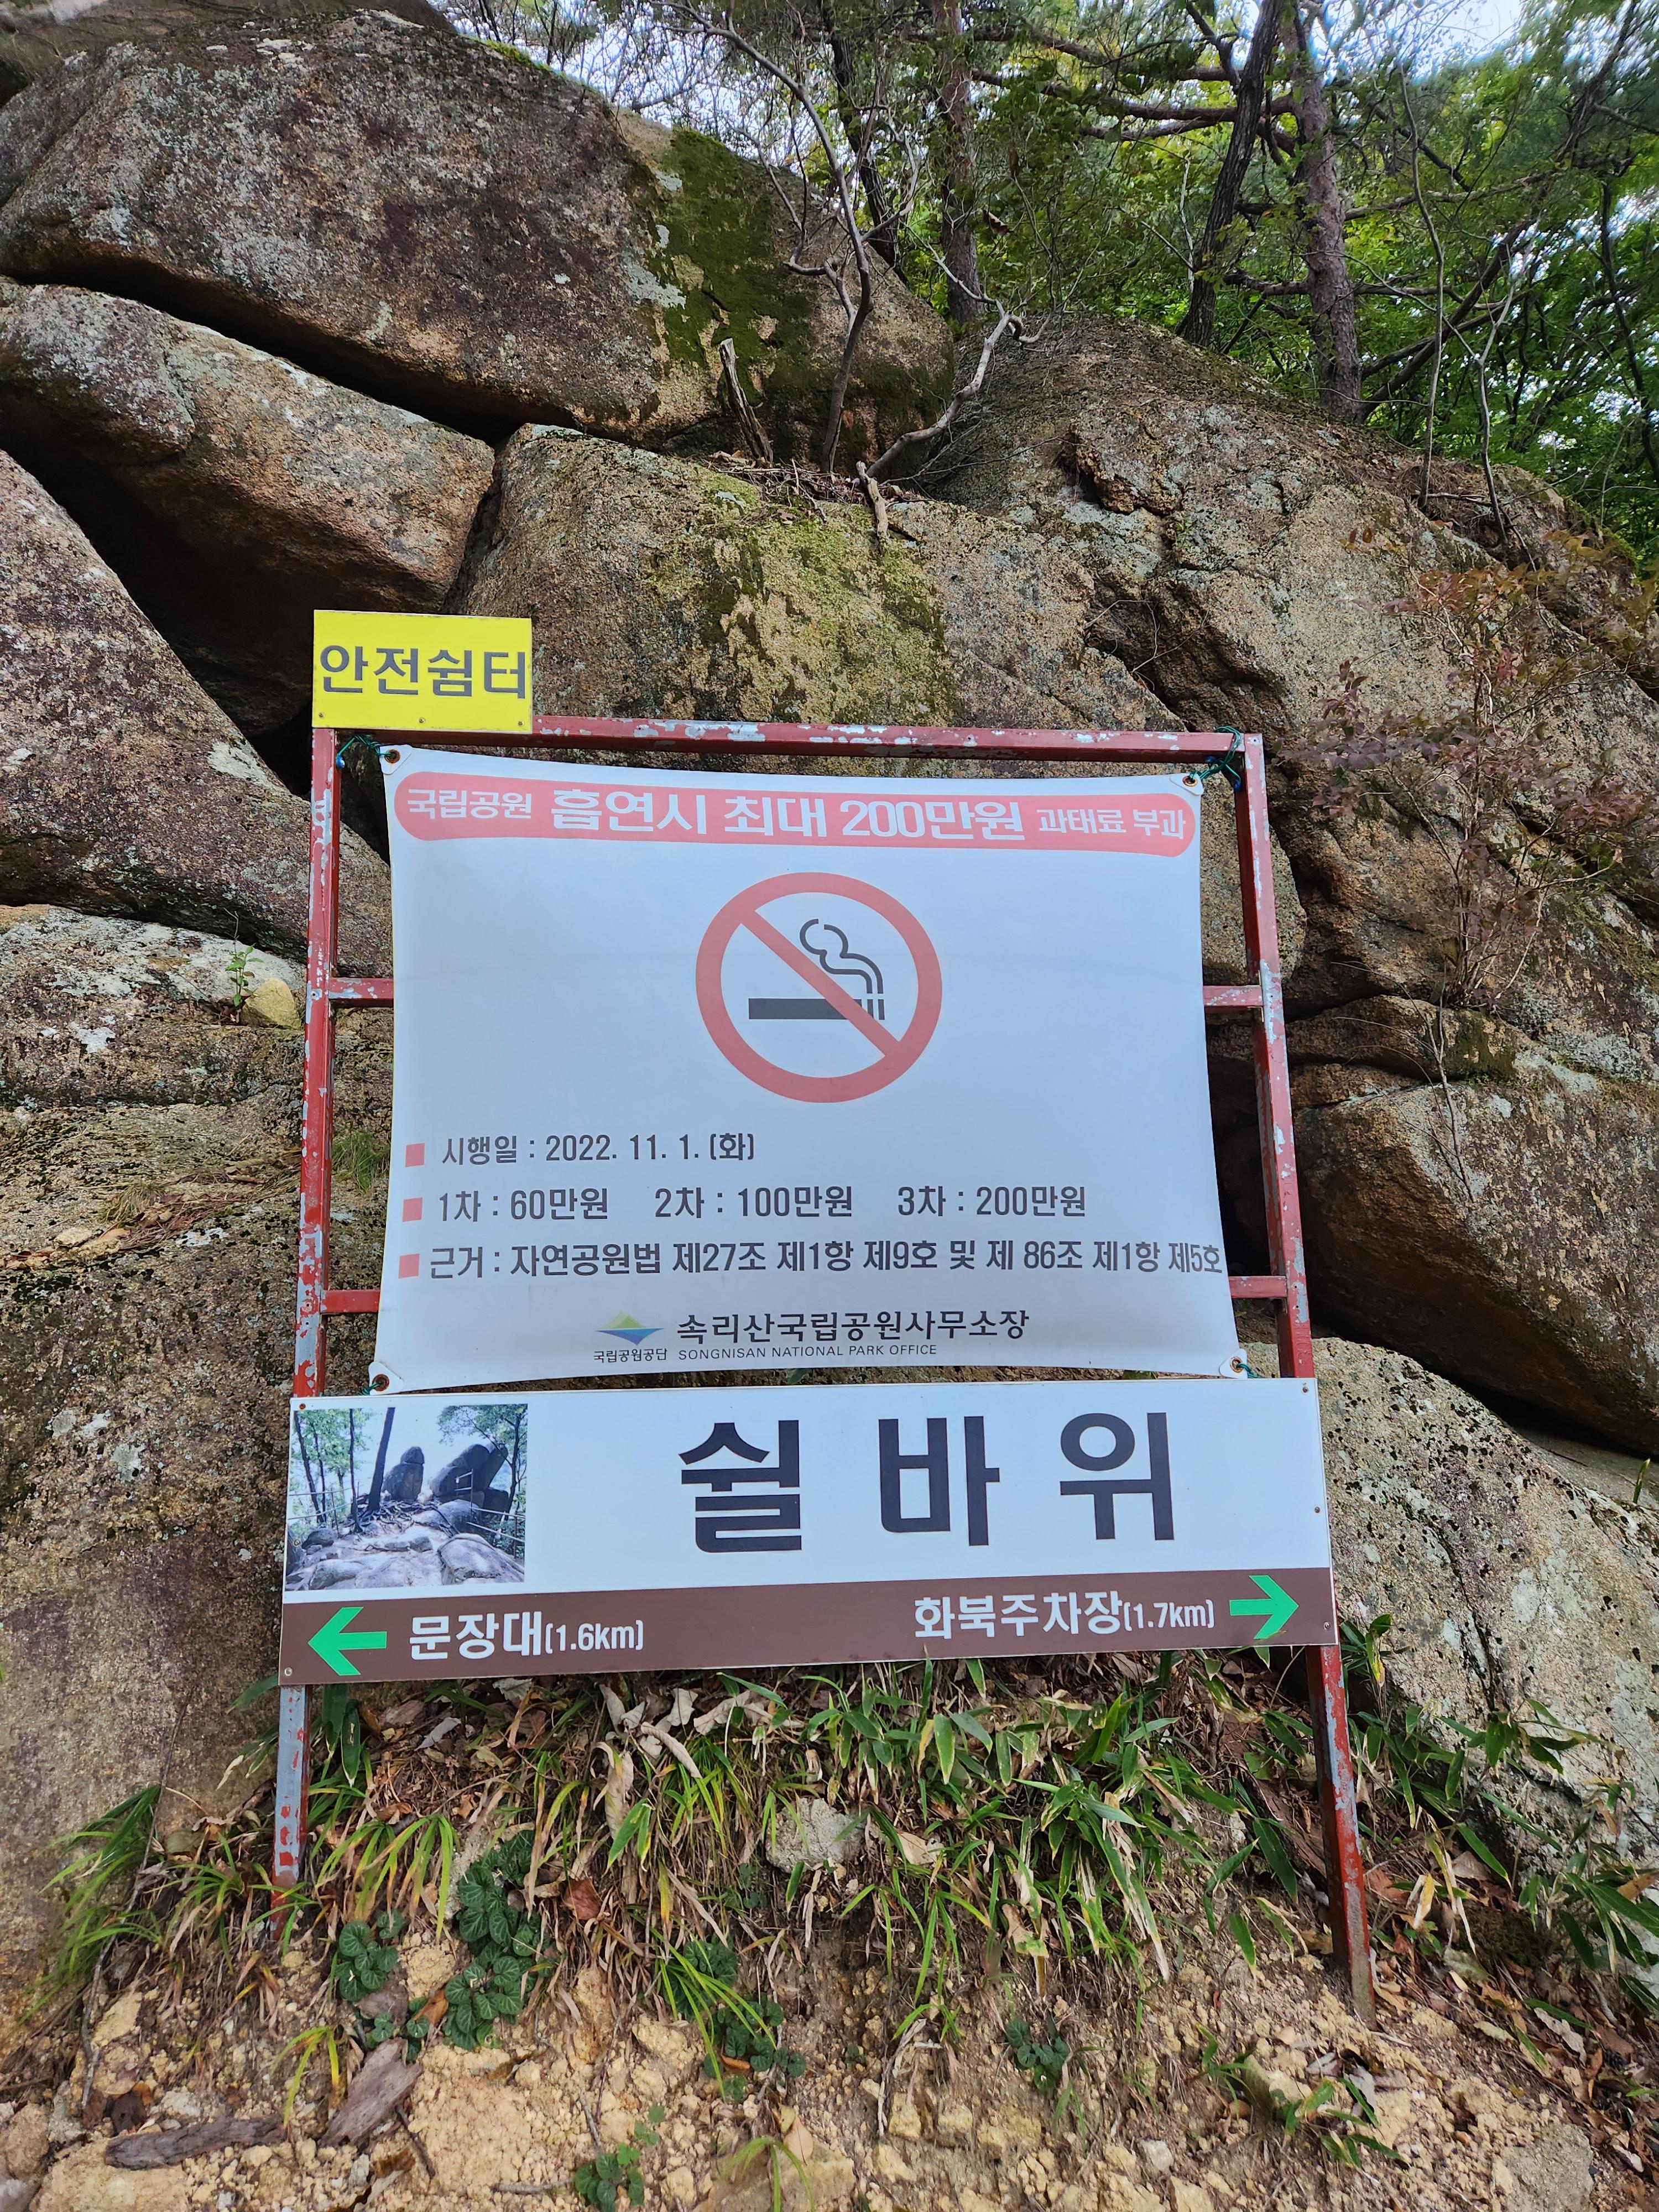 안전쉼터
국립공원 흡연시 최대 200만원 과태료 부과
■ 시행일 : 2022. 11. 1. (화)
■ 1차 : 60만원 2차 : 100만원 3차 : 200만원
■ 근거 : 자연공원법 제27조 제1항 제9호 및 제 86조 제1항 제5호
속리산국립공원사무소장
국립공원공단 SONGNISAN NATIONAL PARK OFFICE
쉴바위
← 문장대(1.6km) 화북주차장(1.7km) →